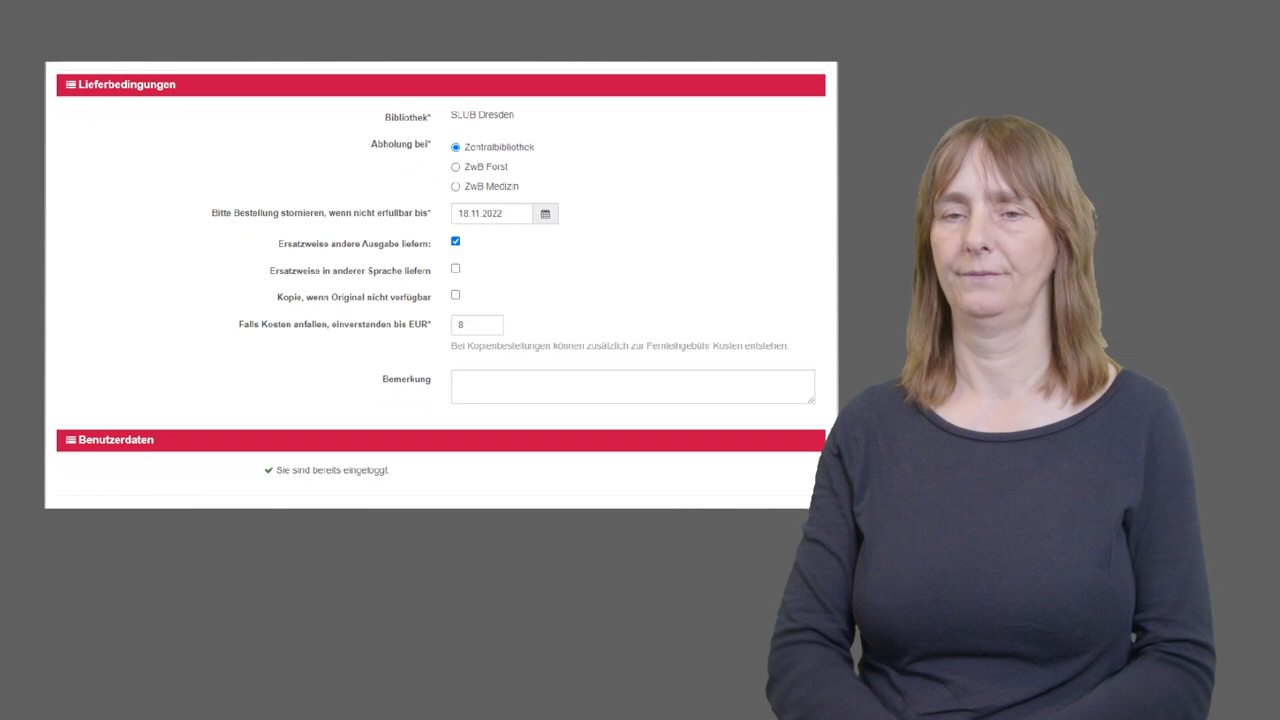 Lieferbedingungen
Bibliothek* SLUB Dresden
Abholung bei* Zentralbibliothek
ZwB Forst
ZwB Medizin
Bitte Bestellung stornieren, wenn nicht erfüllbar bis* 18.11.2022
Ersatzweise andere Ausgabe liefern:
Ersatzweise in anderer Sprache liefern
Kopie, wenn Original nicht verfügbar
Falls Kosten anfallen, einverstanden bis EUR* 8
Bei Kopienbestellungen können zusätzlich zur Fernleihgebühr Kosten entstehen.
Bemerkung
Benutzerdaten
Sie sind bereits eingeloggt.